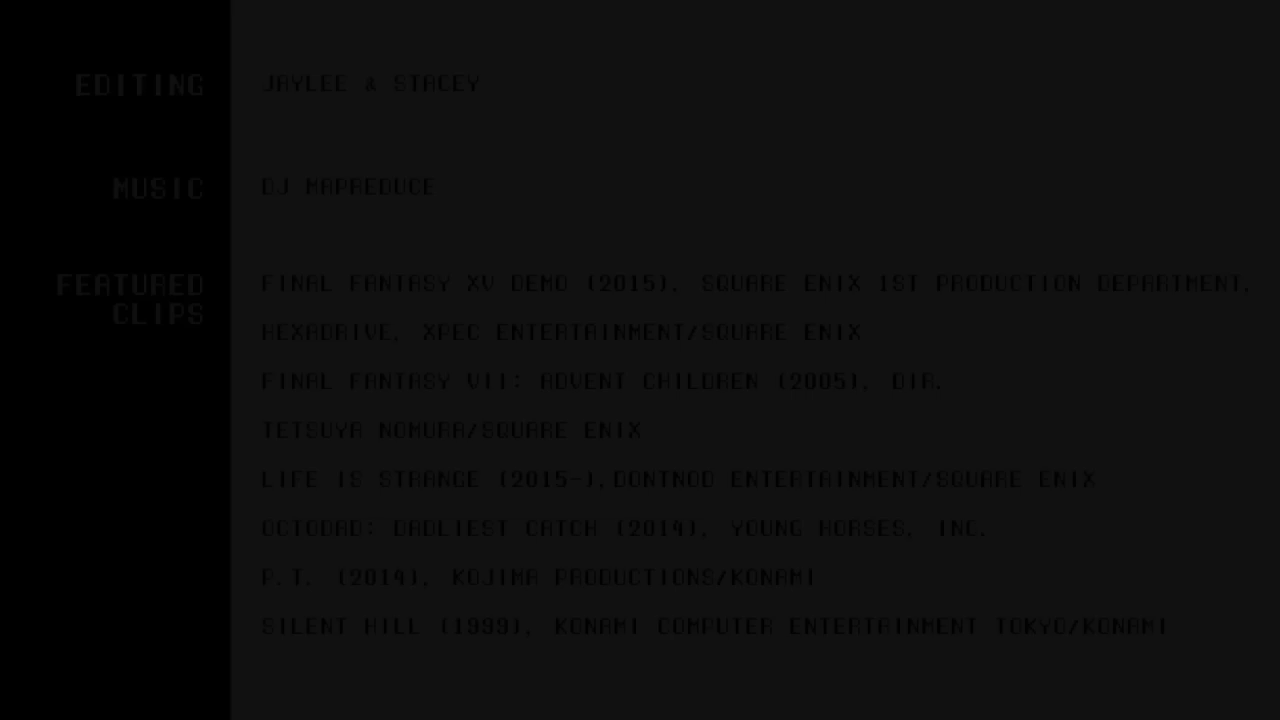 EDITING
JAYLEE & STACEY
MUSIC
DJ MAPREDUCE
FEATURED
CLIPS
FINAL FANTASY XV DEMO (2015), SQUARE ENIX 1ST PRODUCTION DEPARTMENT,
HEXADRIVE, XPEC ENTERTAINMENT/SQUARE ENIX
FINAL FANTASY VII: ADVENT CHILDREN (2005), DIR.
TETSUYA NOMURA/SQUARE ENIX
LIFE IS STRANGE (2015-),DONTNOD ENTERTAINMENT/SQUARE ENIX
OCTODAD: DADLIEST CATCH (2014), YOUNG HORSES, INC.
P.T. (2014), KOJIMA PRODUCTIONS/KONAMI
SILENT HILL (1999), KONAMI COMPUTER ENTERTAINMENT TOKYO/KONAMI